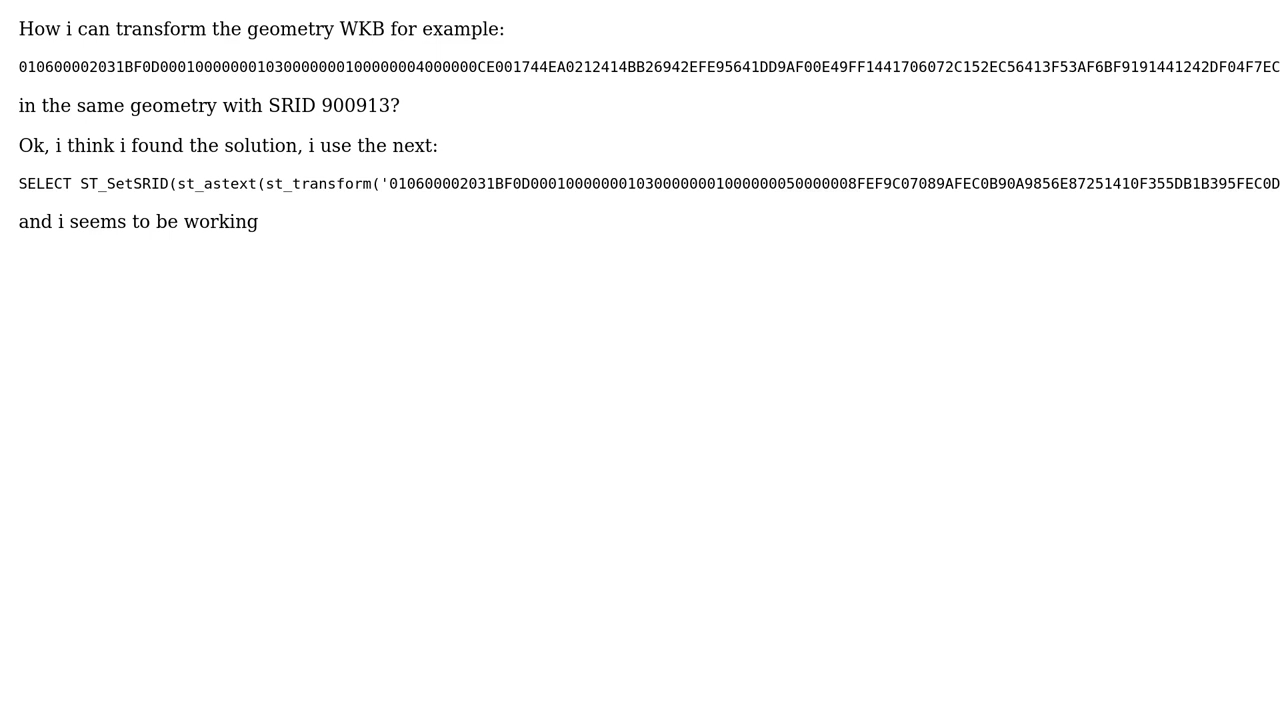 How i can transform the geometry WKB for example:
010600002031BF0D000100000001030000000100000004000000CE001744EA0212414BB26942EFE95641DD9AF00E49FF1441706072C152EC56413F53AF6BF9191441242DF04F7EC
in the same geometry with SRID 900913?
Ok, i think i found the solution, i use the next:
SELECT ST_SetSRID(st_astext(st_transform('010600002031BF0D000100000001030000000100000050000008FEF9C07089AFEC0B90A9856E87251410F355DB1B395FEC0D
and i seems to be working